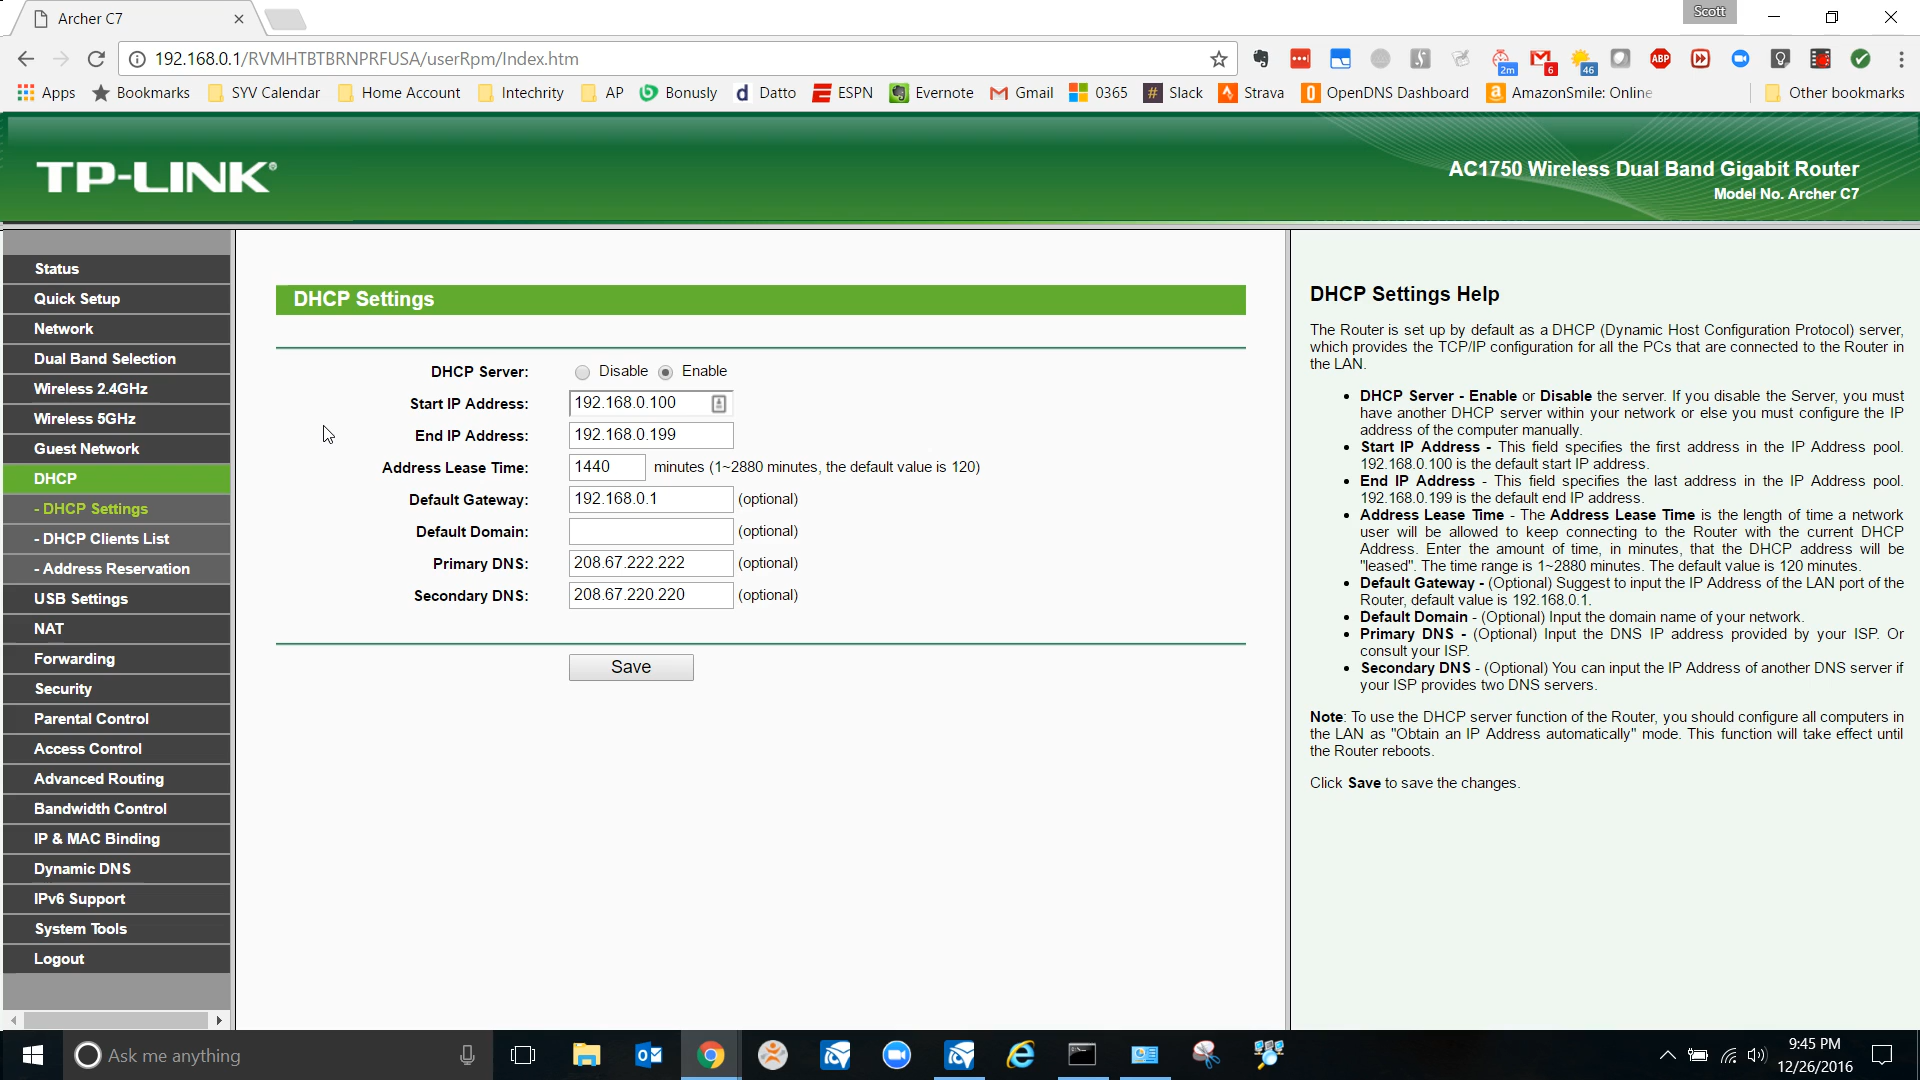 Archer C7
Scott
192.168.0.1/RVMHTBTBRNPRFUSA/userRpm/Index.htm
2m
6
46
ABP
Apps Bookmarks SYV Calendar Home Account Intechrity AP Bonusly Datto ESPN Evernote Gmail O365 Slack Strava OpenDNS Dashboard AmazonSmile: Online Other bookmarks
TP-LINK®
AC1750 Wireless Dual Band Gigabit Router
Model No. Archer C7
Status
Quick Setup
Network
Dual Band Selection
Wireless 2.4GHz
Wireless 5GHz
Guest Network
DHCP
- DHCP Settings
- DHCP Clients List
- Address Reservation
USB Settings
NAT
Forwarding
Security
Parental Control
Access Control
Advanced Routing
Bandwidth Control
IP & MAC Binding
Dynamic DNS
IPv6 Support
System Tools
Logout
DHCP Settings
DHCP Server: Disable Enable
Start IP Address: 192.168.0.100
End IP Address: 192.168.0.199
Address Lease Time: 1440 minutes (1~2880 minutes, the default value is 120)
Default Gateway: 192.168.0.1 (optional)
Default Domain: (optional)
Primary DNS: 208.67.222.222 (optional)
Secondary DNS: 208.67.220.220 (optional)
Save
DHCP Settings Help
The Router is set up by default as a DHCP (Dynamic Host Configuration Protocol) server,
which provides the TCP/IP configuration for all the PCs that are connected to the Router in
the LAN.
• DHCP Server - Enable or Disable the server. If you disable the Server, you must
have another DHCP server within your network or else you must configure the IP
address of the computer manually.
• Start IP Address - This field specifies the first address in the IP Address pool.
192.168.0.100 is the default start IP address.
• End IP Address - This field specifies the last address in the IP Address pool.
192.168.0.199 is the default end IP address.
• Address Lease Time - The Address Lease Time is the length of time a network
user will be allowed to keep connecting to the Router with the current DHCP
Address. Enter the amount of time, in minutes, that the DHCP address will be
"leased". The time range is 1~2880 minutes. The default value is 120 minutes.
• Default Gateway - (Optional) Suggest to input the IP Address of the LAN port of the
Router, default value is 192.168.0.1.
• Default Domain - (Optional) Input the domain name of your network.
• Primary DNS - (Optional) Input the DNS IP address provided by your ISP. Or
consult your ISP.
• Secondary DNS - (Optional) You can input the IP Address of another DNS server if
your ISP provides two DNS servers.
Note: To use the DHCP server function of the Router, you should configure all computers in
the LAN as "Obtain an IP Address automatically" mode. This function will take effect until
the Router reboots.
Click Save to save the changes.
Ask me anything
9:45 PM
12/26/2016